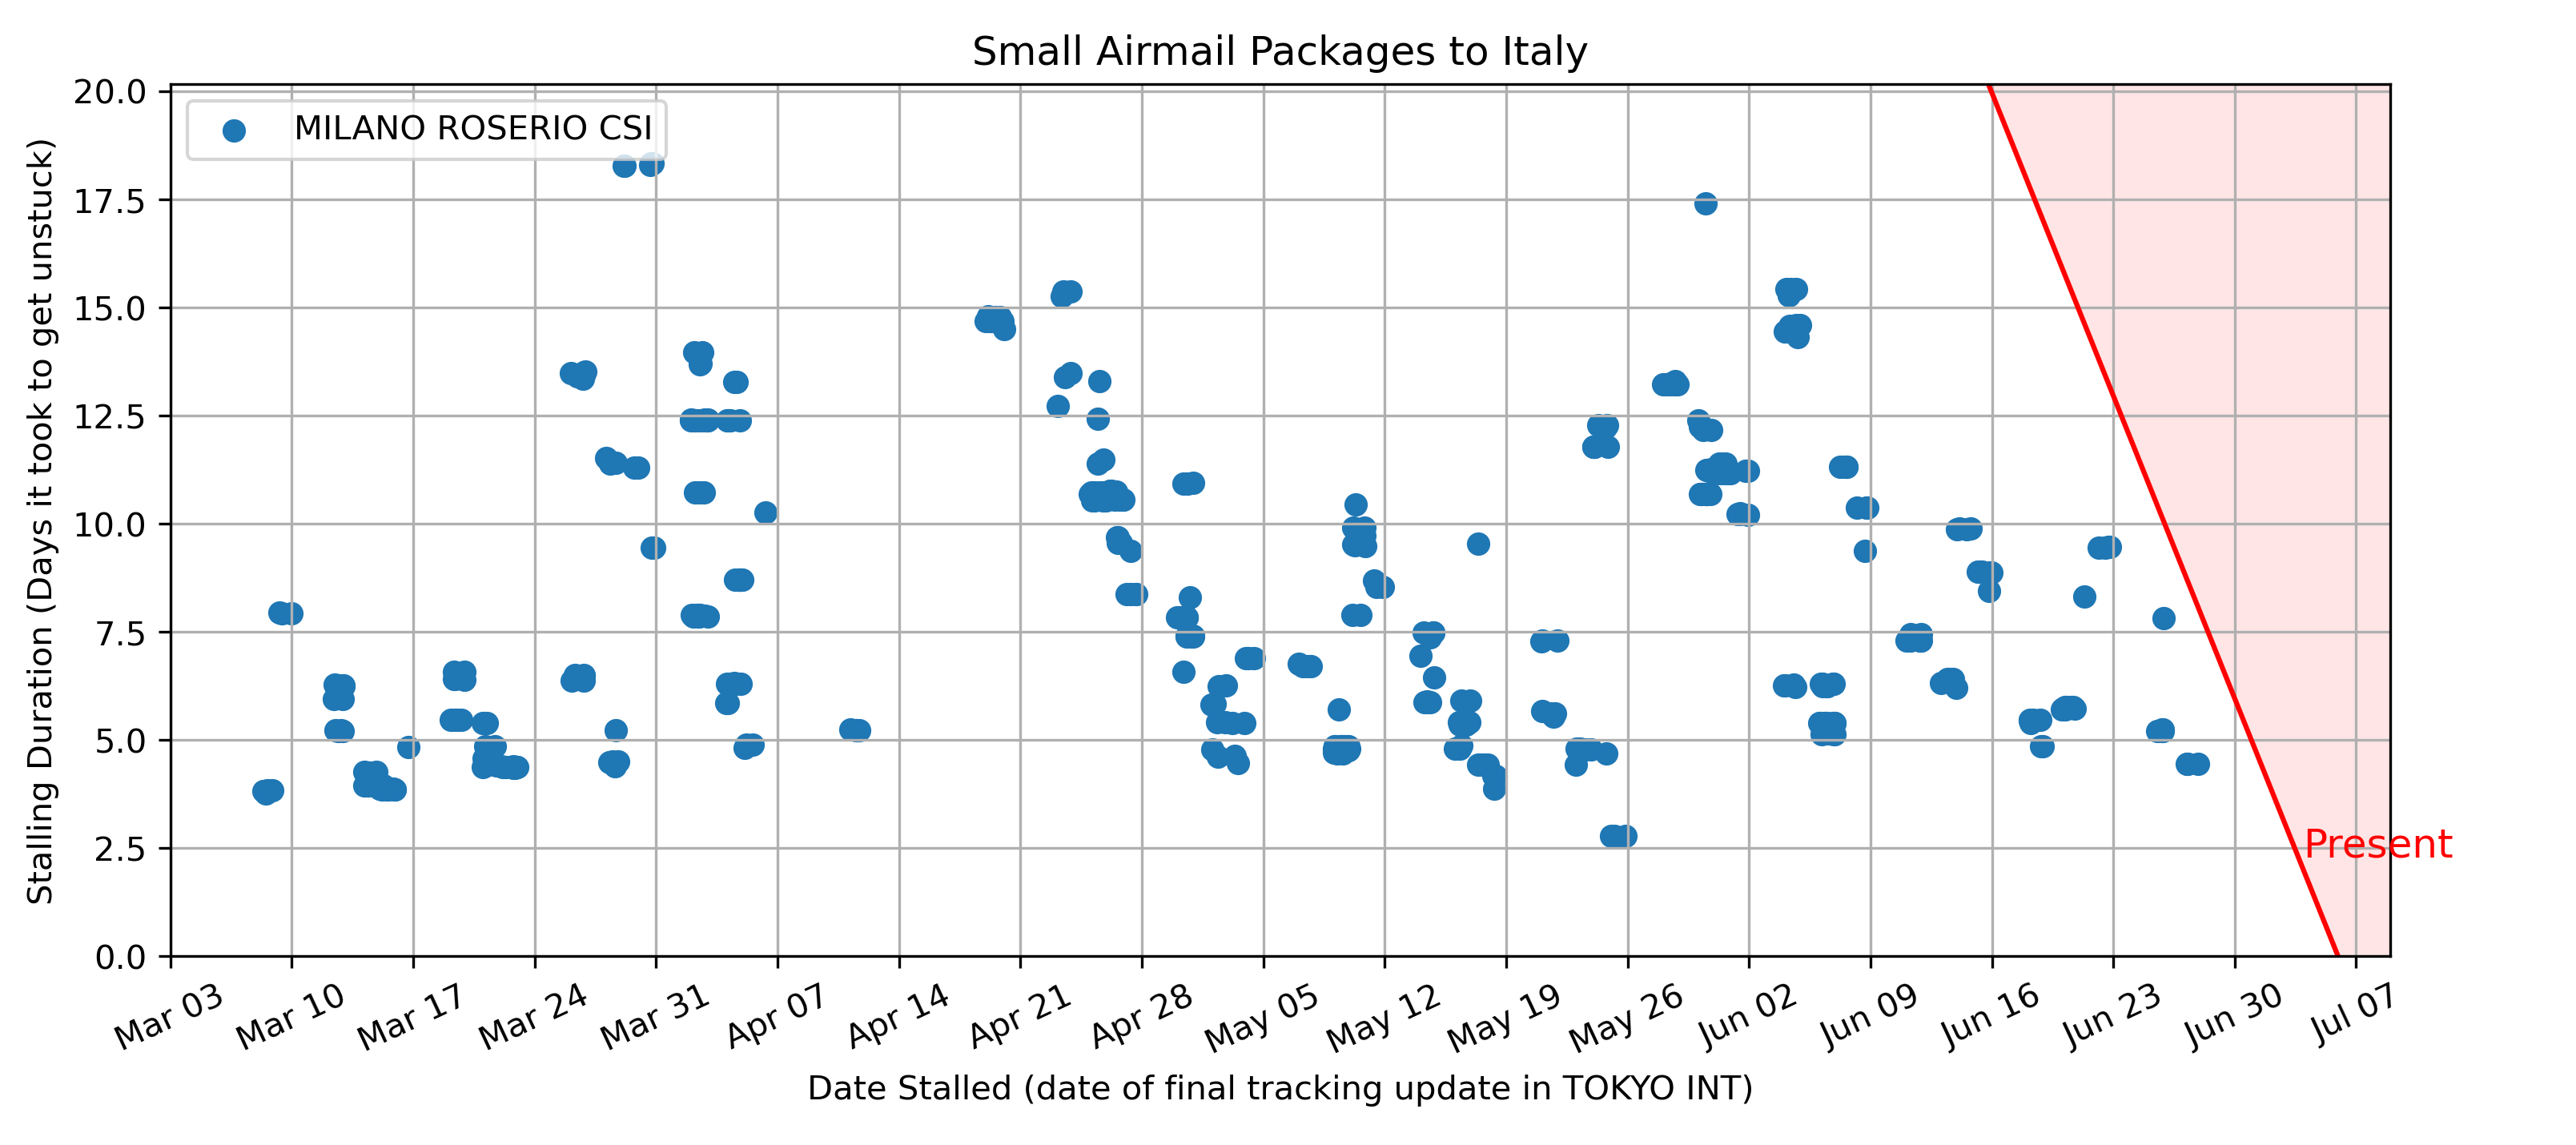 Small Airmail Packages to Italy
MILANO ROSERIO CSI
Stalling Duration (Days it took to get unstuck)
20.0
17.5
15.0
12.5
10.0
7.5
5.0
2.5
0.0
Present
Mar 03 Mar 10 Mar 17 Mar 24 Mar 31 Apr 07 Apr 14 Apr 21 Apr 28 May 05 May 12 May 19 May 26 Jun 02 Jun 09 Jun 16 Jun 23 Jun 30 Jul 07
Date Stalled (date of final tracking update in TOKYO INT)